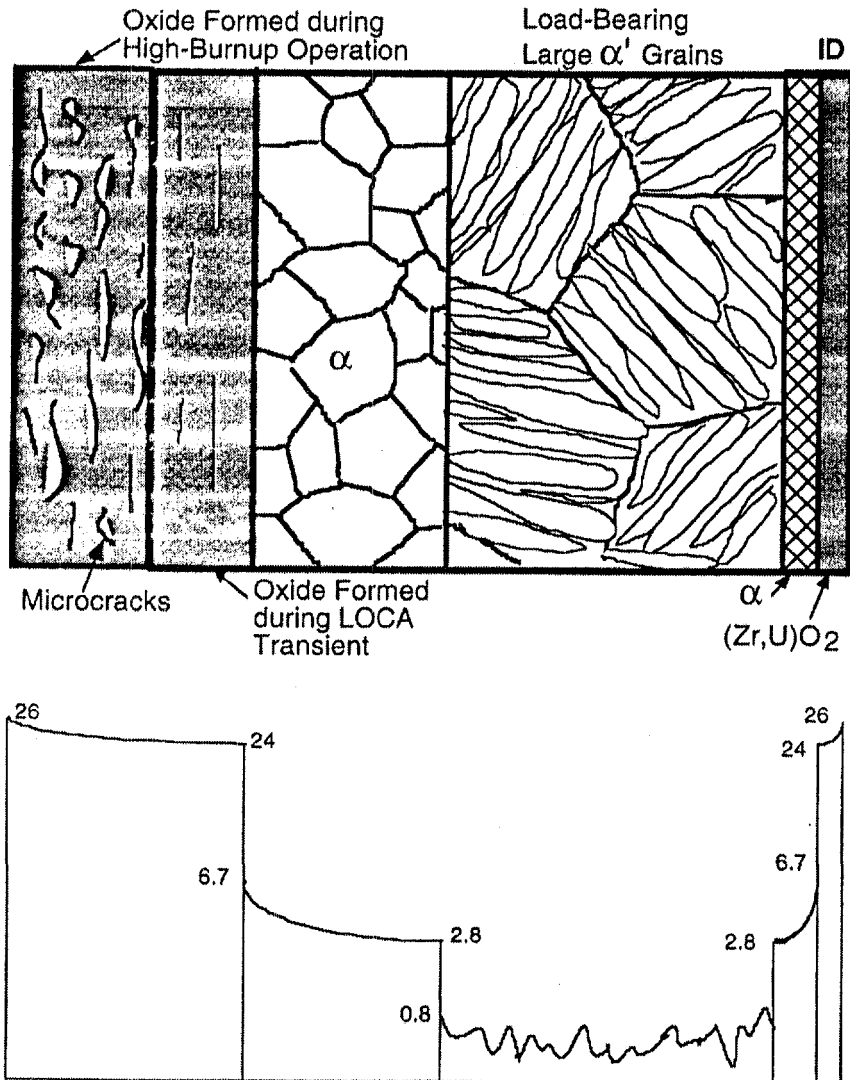 Oxide Formed during
High-Burnup Operation
Load-Bearing
Large α' Grains
ID
α
Microcracks
Oxide Formed
during LOCA
Transient
α
(Zr,U)O2
26
24
6.7
2.8
0.8
26
24
6.7
2.8